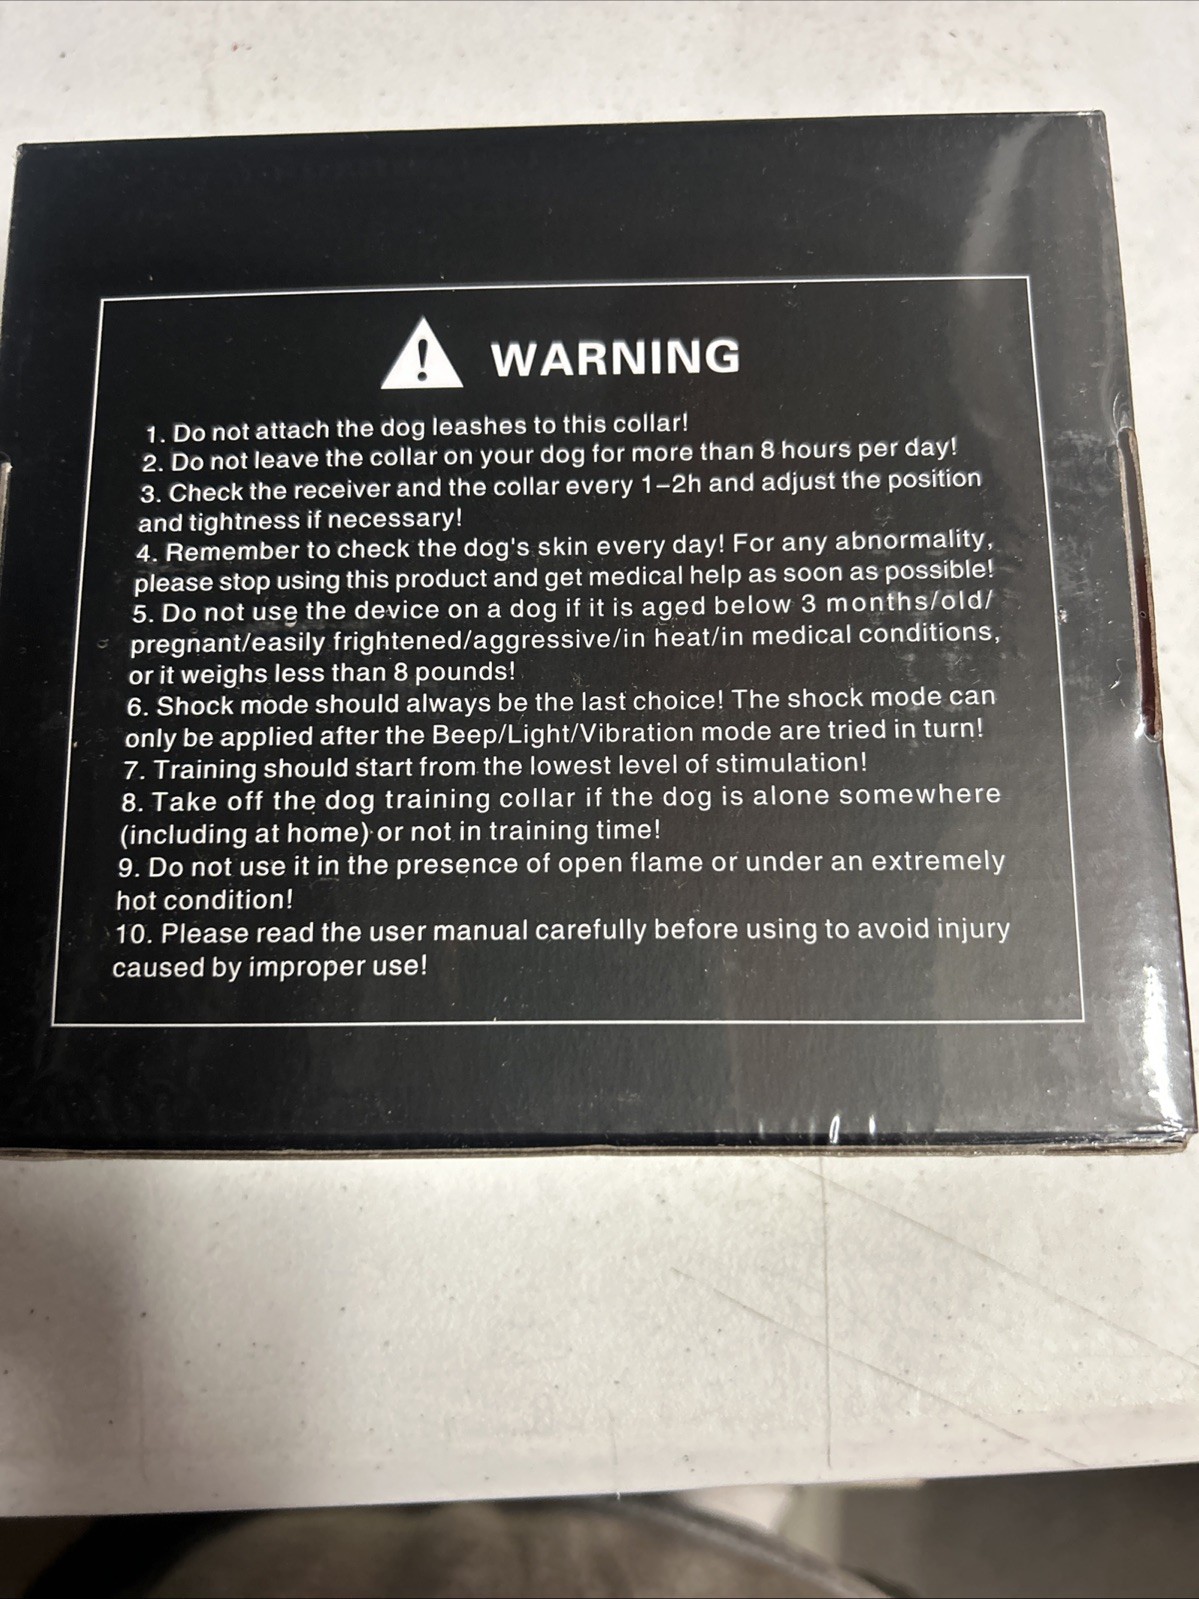 ! WARNING
1. Do not attach the dog leashes to this collar!
2. Do not leave the collar on your dog for more than 8 hours per day!
3. Check the receiver and the collar every 1–2h and adjust the position
and tightness if necessary!
4. Remember to check the dog's skin every day! For any abnormality,
please stop using this product and get medical help as soon as possible!
5. Do not use the device on a dog if it is aged below 3 months/old/
pregnant/easily frightened/aggressive/in heat/in medical conditions,
or it weighs less than 8 pounds!
6. Shock mode should always be the last choice! The shock mode can
only be applied after the Beep/Light/Vibration mode are tried in turn!
7. Training should start from the lowest level of stimulation!
8. Take off the dog training collar if the dog is alone somewhere
(including at home) or not in training time!
9. Do not use it in the presence of open flame or under an extremely
hot condition!
10. Please read the user manual carefully before using to avoid injury
caused by improper use!